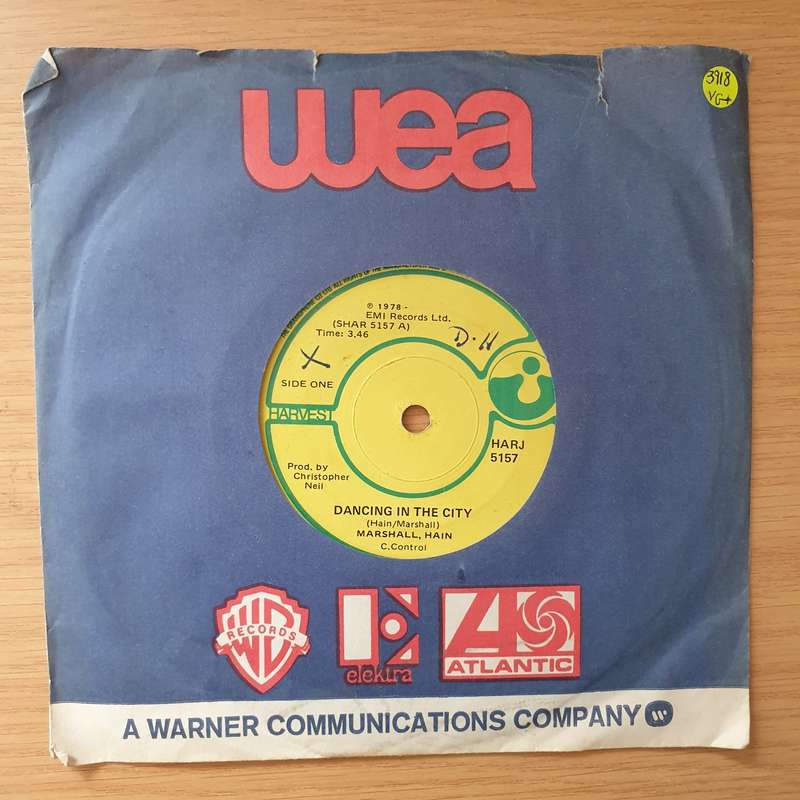 wea
3918
VG+
℗ 1978 -
EMI Records Ltd.
(SHAR 5157 A)
Time: 3.46
D.H
X
SIDE ONE
HARVEST
HARJ
5157
Prod. by
Christopher
Neil
DANCING IN THE CITY
(Hain/Marshall)
MARSHALL, HAIN
C.Control
WB
RECORDS
E
elektra
A
ATLANTIC
A WARNER COMMUNICATIONS COMPANY